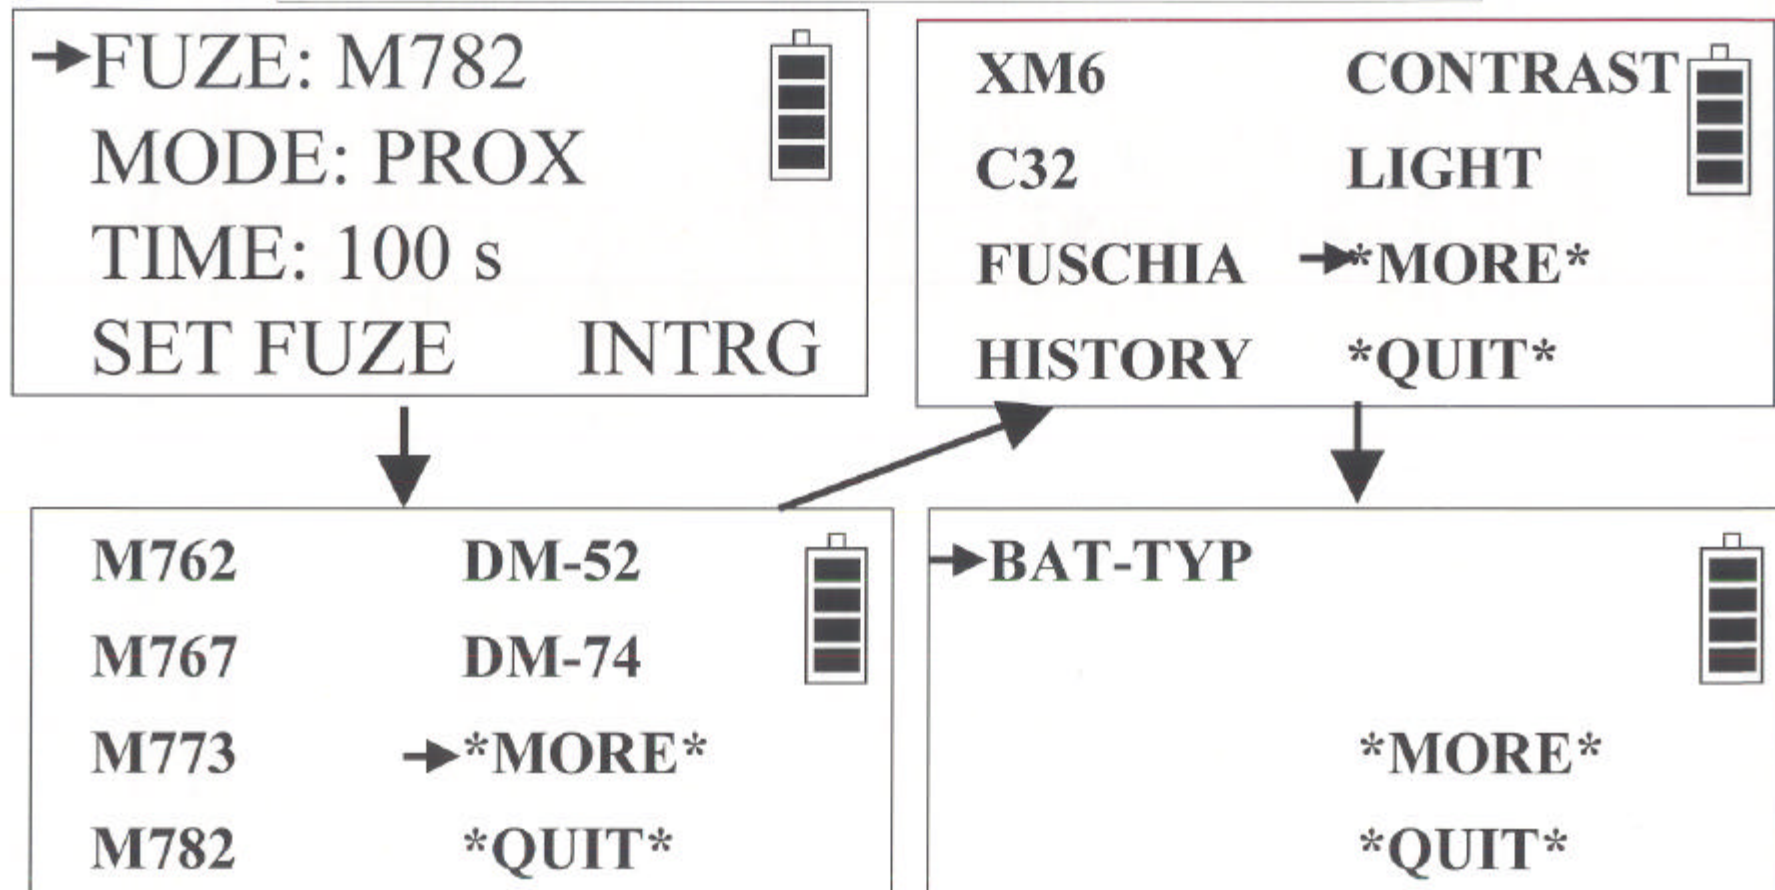 FUZE: M782
MODE: PROX
TIME: 100 s
SET FUZE INTRG
M762 DM-52
M767 DM-74
M773 *MORE*
M782 *QUIT*
XM6 CONTRAST
C32 LIGHT
FUSCHIA *MORE*
HISTORY *QUIT*
BAT-TYP
*MORE*
*QUIT*